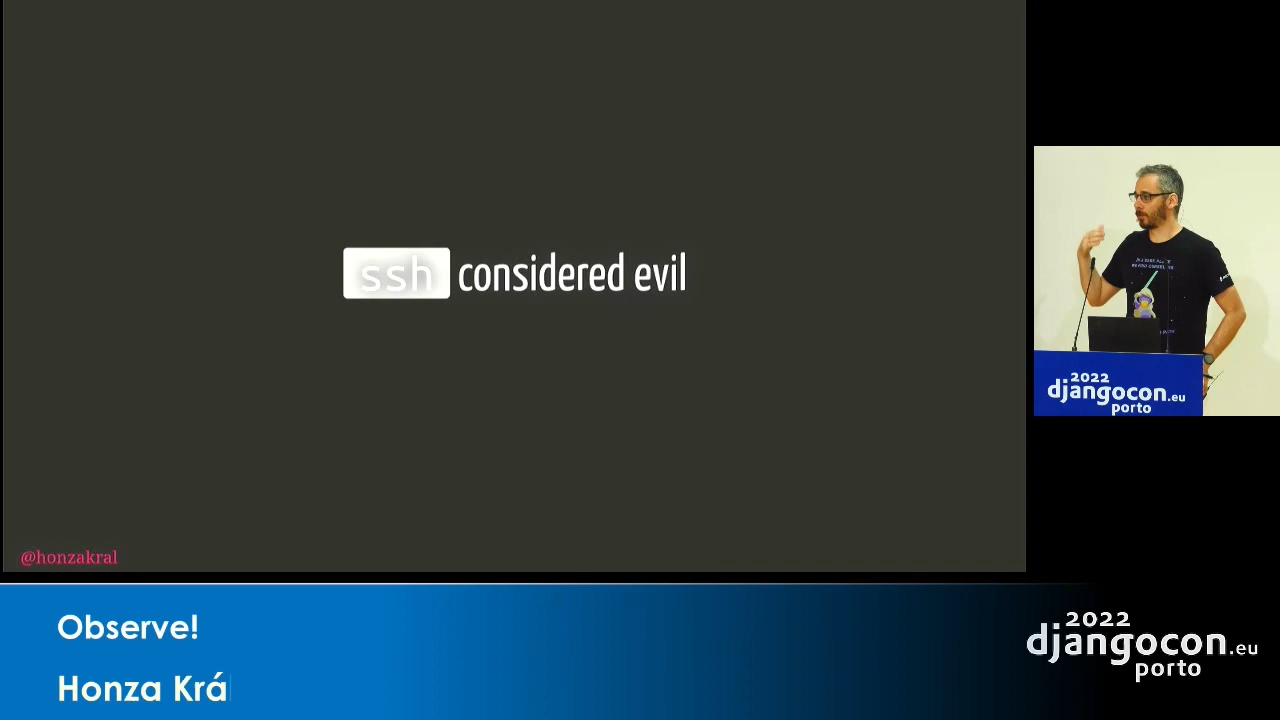 ssh considered evil
@honzakral
2022
djangocon.eu
porto
Observe!
Honza Krá
2022
djangocon.eu
porto